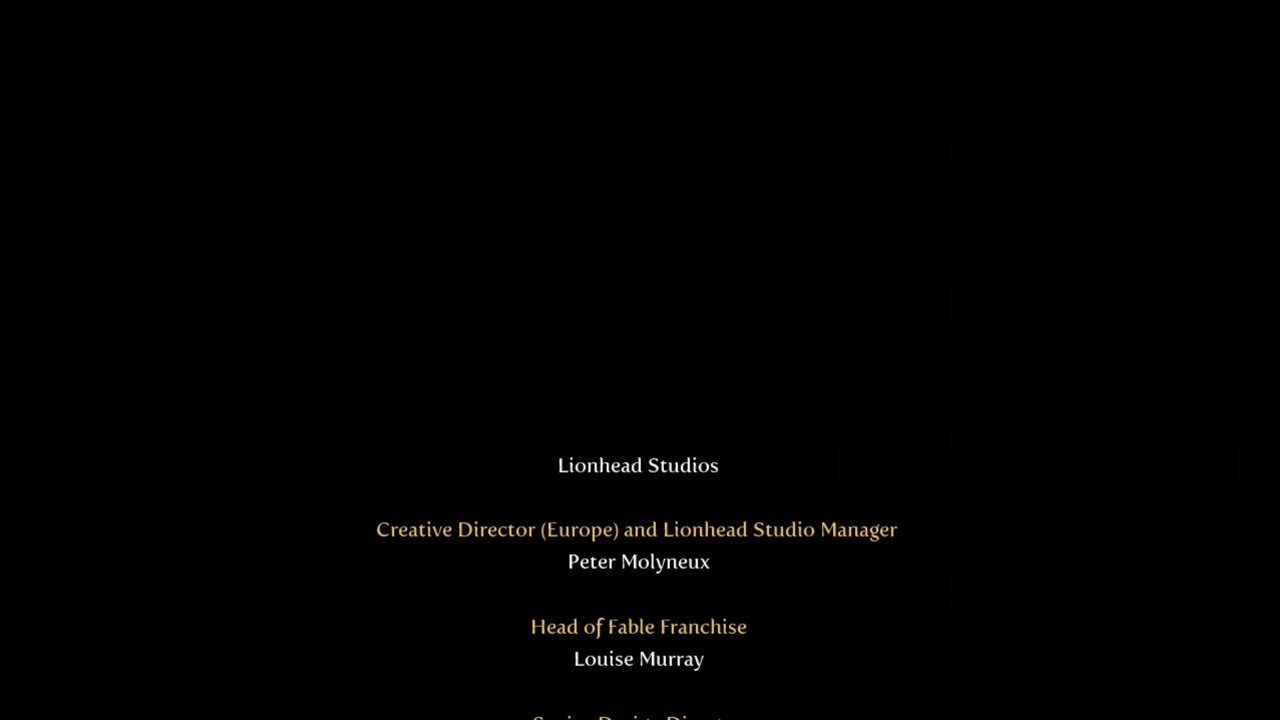 Lionhead Studios
Creative Director (Europe) and Lionhead Studio Manager
Peter Molyneux
Head of Fable Franchise
Louise Murray